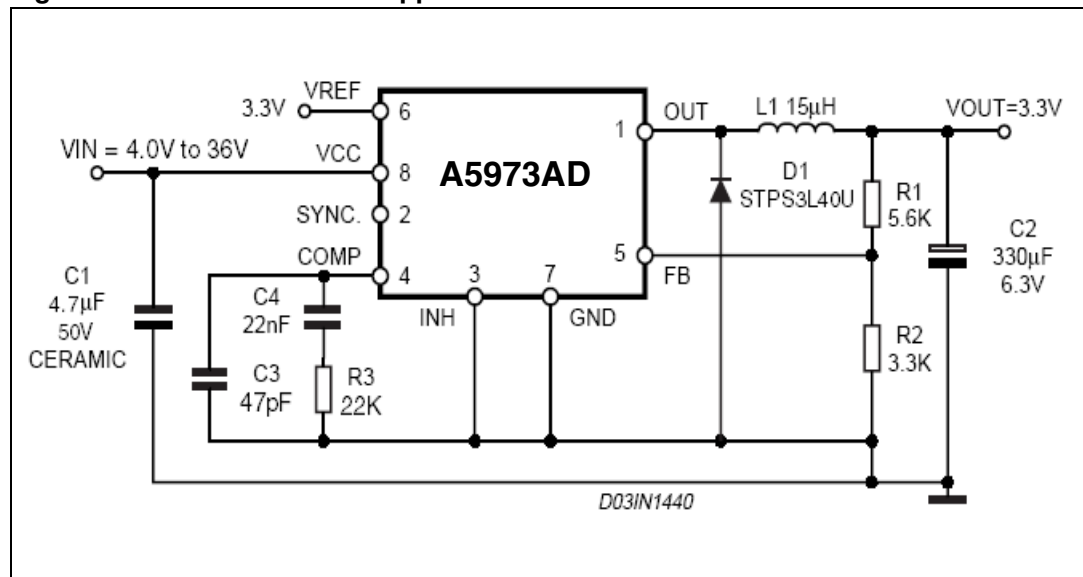 VREF
3.3V
6
OUT
L1 15μH
VOUT=3.3V
1
VIN = 4.0V to 36V
VCC
8
A5973AD
D1
STPS3L40U
R1
5.6K
SYNC.
2
C2
330μF
6.3V
COMP
4
3
7
5
FB
C1
4.7μF
50V
CERAMIC
C4
22nF
INH
GND
R2
3.3K
C3
47pF
R3
22K
D03IN1440